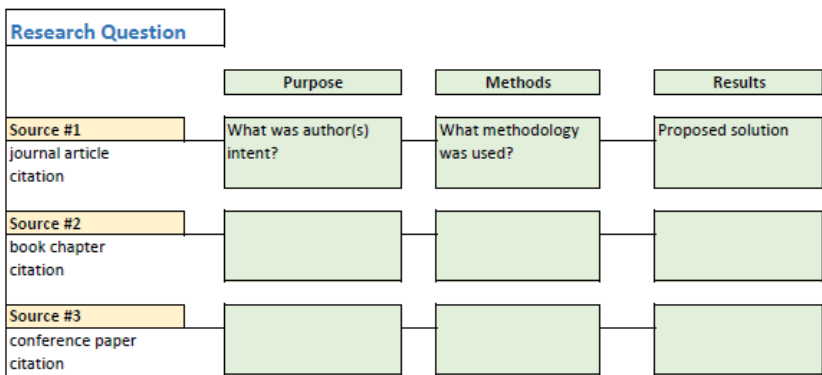 Research Question
Purpose
Methods
Results
Source #1
journal article
citation
What was author(s)
intent?
What methodology
was used?
Proposed solution
Source #2
book chapter
citation
Source #3
conference paper
citation